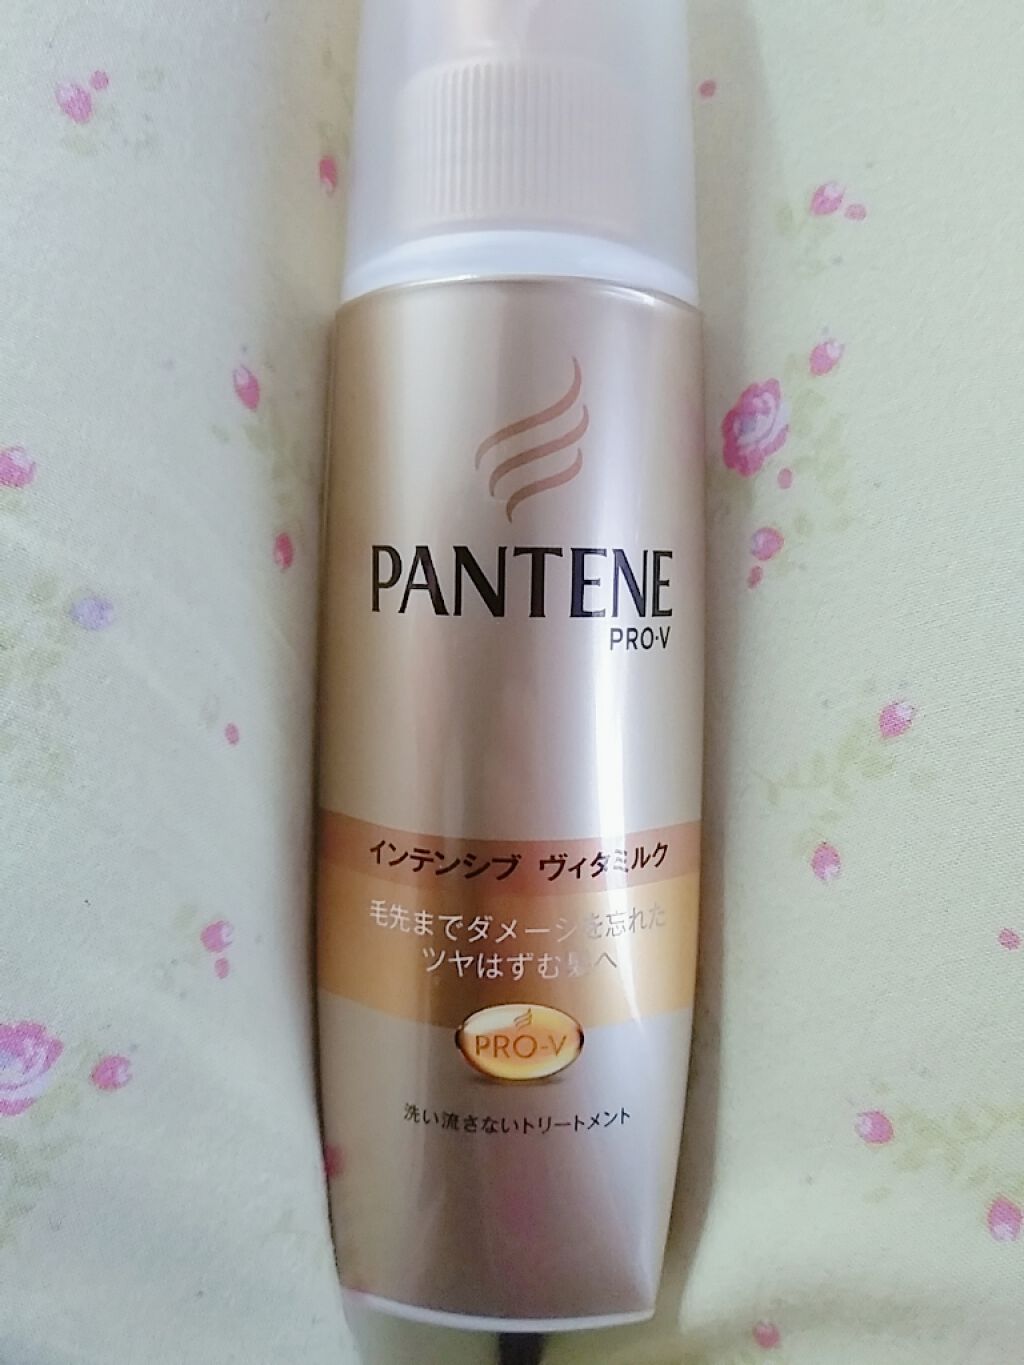 PANTENE
PRO-V
インテンシブ ヴィタミルク
毛先までダメージを忘れた
ツヤはずむ髪へ
PRO-V
洗い流さないトリートメント